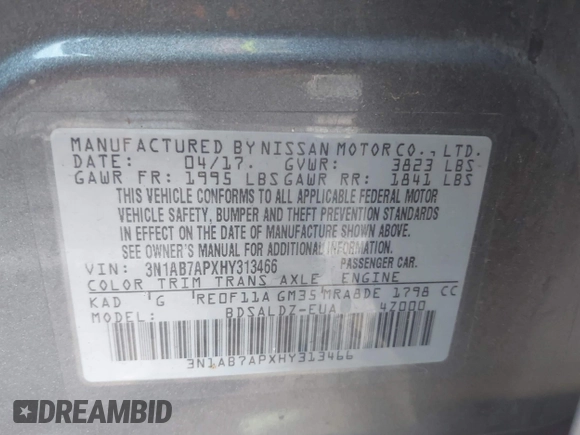 MANUFACTURED BY NISSAN MOTOR CO., LTD.
DATE: 04/17. GVWR: 3823 LBS
GAWR FR: 1995 LBS GAWR RR: 1841 LBS
THIS VEHICLE CONFORMS TO ALL APPLICABLE FEDERAL MOTOR
VEHICLE SAFETY, BUMPER AND THEFT PREVENTION STANDARDS
IN EFFECT ON THE DATE OF MANUFACTURE SHOWN ABOVE.
SEE OWNER'S MANUAL FOR ADDITIONAL INFORMATION.
VIN: 3N1AB7APXHY313466 PASSENGER CAR.
COLOR TRIM TRANS AXLE ENGINE
KAD G RE0F11A GM35 MRA8DE 1798 CC
MODEL: BDSALDZ-EUA 4Z000
3N1AB7APXHY313466
DREAMBID